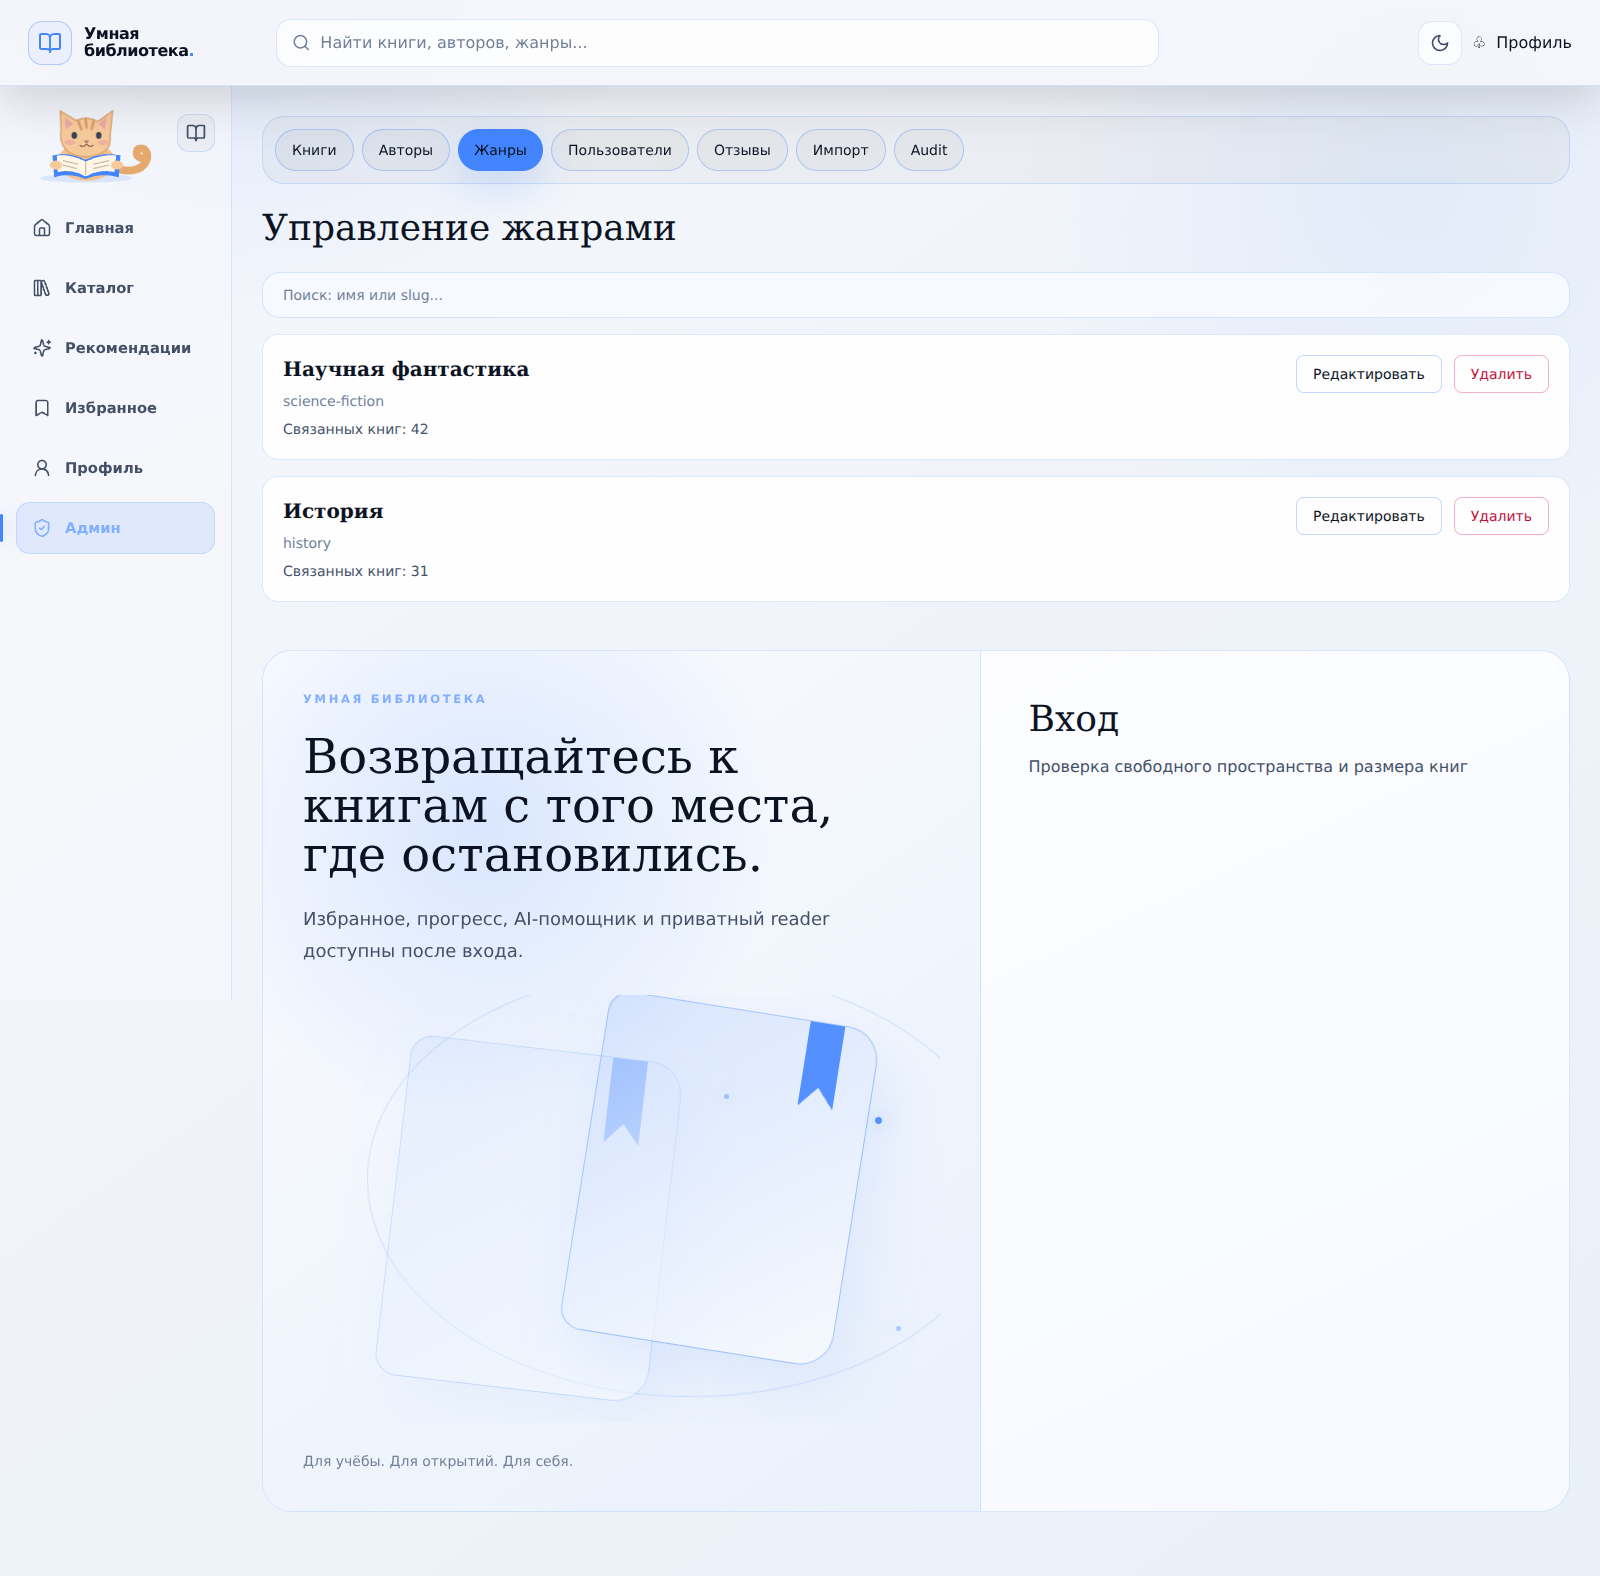 Умная
библиотека.
Найти книги, авторов, жанры...
Профиль
Книги
Авторы
Жанры
Пользователи
Отзывы
Импорт
Audit
Главная
Каталог
Рекомендации
Избранное
Профиль
Админ
Управление жанрами
Поиск: имя или slug...
Научная фантастика
science-fiction
Связанных книг: 42
Редактировать
Удалить
История
history
Связанных книг: 31
Редактировать
Удалить
УМНАЯ БИБЛИОТЕКА
Возвращайтесь к
книгам с того места,
где остановились.
Избранное, прогресс, AI-помощник и приватный reader
доступны после входа.
Для учёбы. Для открытий. Для себя.
Вход
Проверка свободного пространства и размера книг